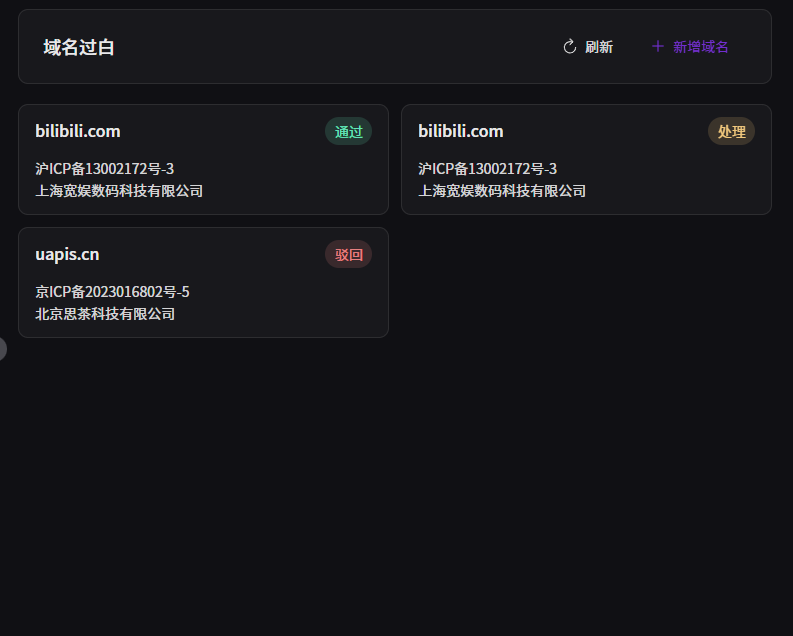 域名过白
刷新
新增域名
bilibili.com
通过
沪ICP备13002172号-3
上海宽娱数码科技有限公司
bilibili.com
处理
沪ICP备13002172号-3
上海宽娱数码科技有限公司
uapis.cn
驳回
京ICP备2023016802号-5
北京思茶科技有限公司